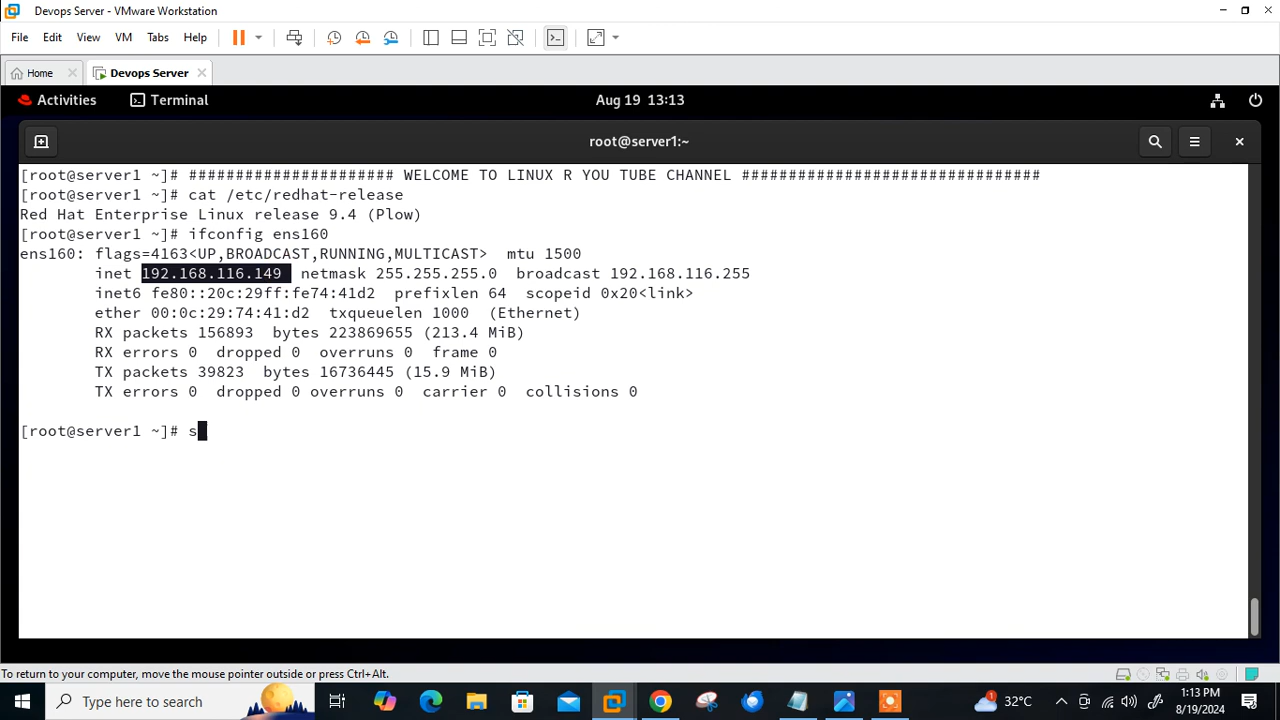 Devops Server - VMware Workstation
File Edit View VM Tabs Help
Home Devops Server
Activities Terminal Aug 19 13:13
root@server1:~
[root@server1 ~]# ###################### WELCOME TO LINUX R YOU TUBE CHANNEL ################################
[root@server1 ~]# cat /etc/redhat-release
Red Hat Enterprise Linux release 9.4 (Plow)
[root@server1 ~]# ifconfig ens160
ens160: flags=4163<UP,BROADCAST,RUNNING,MULTICAST>  mtu 1500
        inet 192.168.116.149  netmask 255.255.255.0  broadcast 192.168.116.255
        inet6 fe80::20c:29ff:fe74:41d2  prefixlen 64  scopeid 0x20<link>
        ether 00:0c:29:74:41:d2  txqueuelen 1000  (Ethernet)
        RX packets 156893  bytes 223869655 (213.4 MiB)
        RX errors 0  dropped 0  overruns 0  frame 0
        TX packets 39823  bytes 16736445 (15.9 MiB)
        TX errors 0  dropped 0 overruns 0  carrier 0  collisions 0
[root@server1 ~]# s
To return to your computer, move the mouse pointer outside or press Ctrl+Alt.
Type here to search 32°C 1:13 PM
8/19/2024